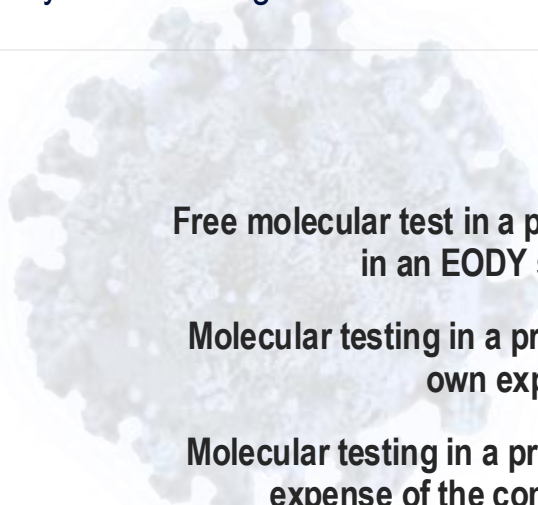 Free molecular test in a p
in an EODY
Molecular testing in a pr
own exp
Molecular testing in a pr
expense of the cor